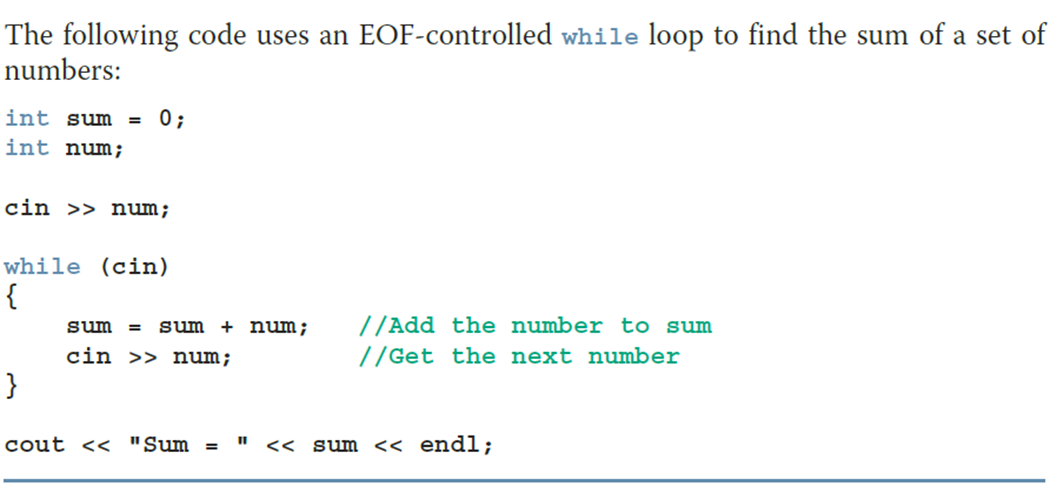 The following code uses an EOF-controlled while loop to find the sum of a set of
numbers:
int sum = 0;
int num;
cin >> num;
while (cin)
{
sum = sum + num; //Add the number to sum
cin >> num; //Get the next number
}
cout << "Sum = " << sum << endl;